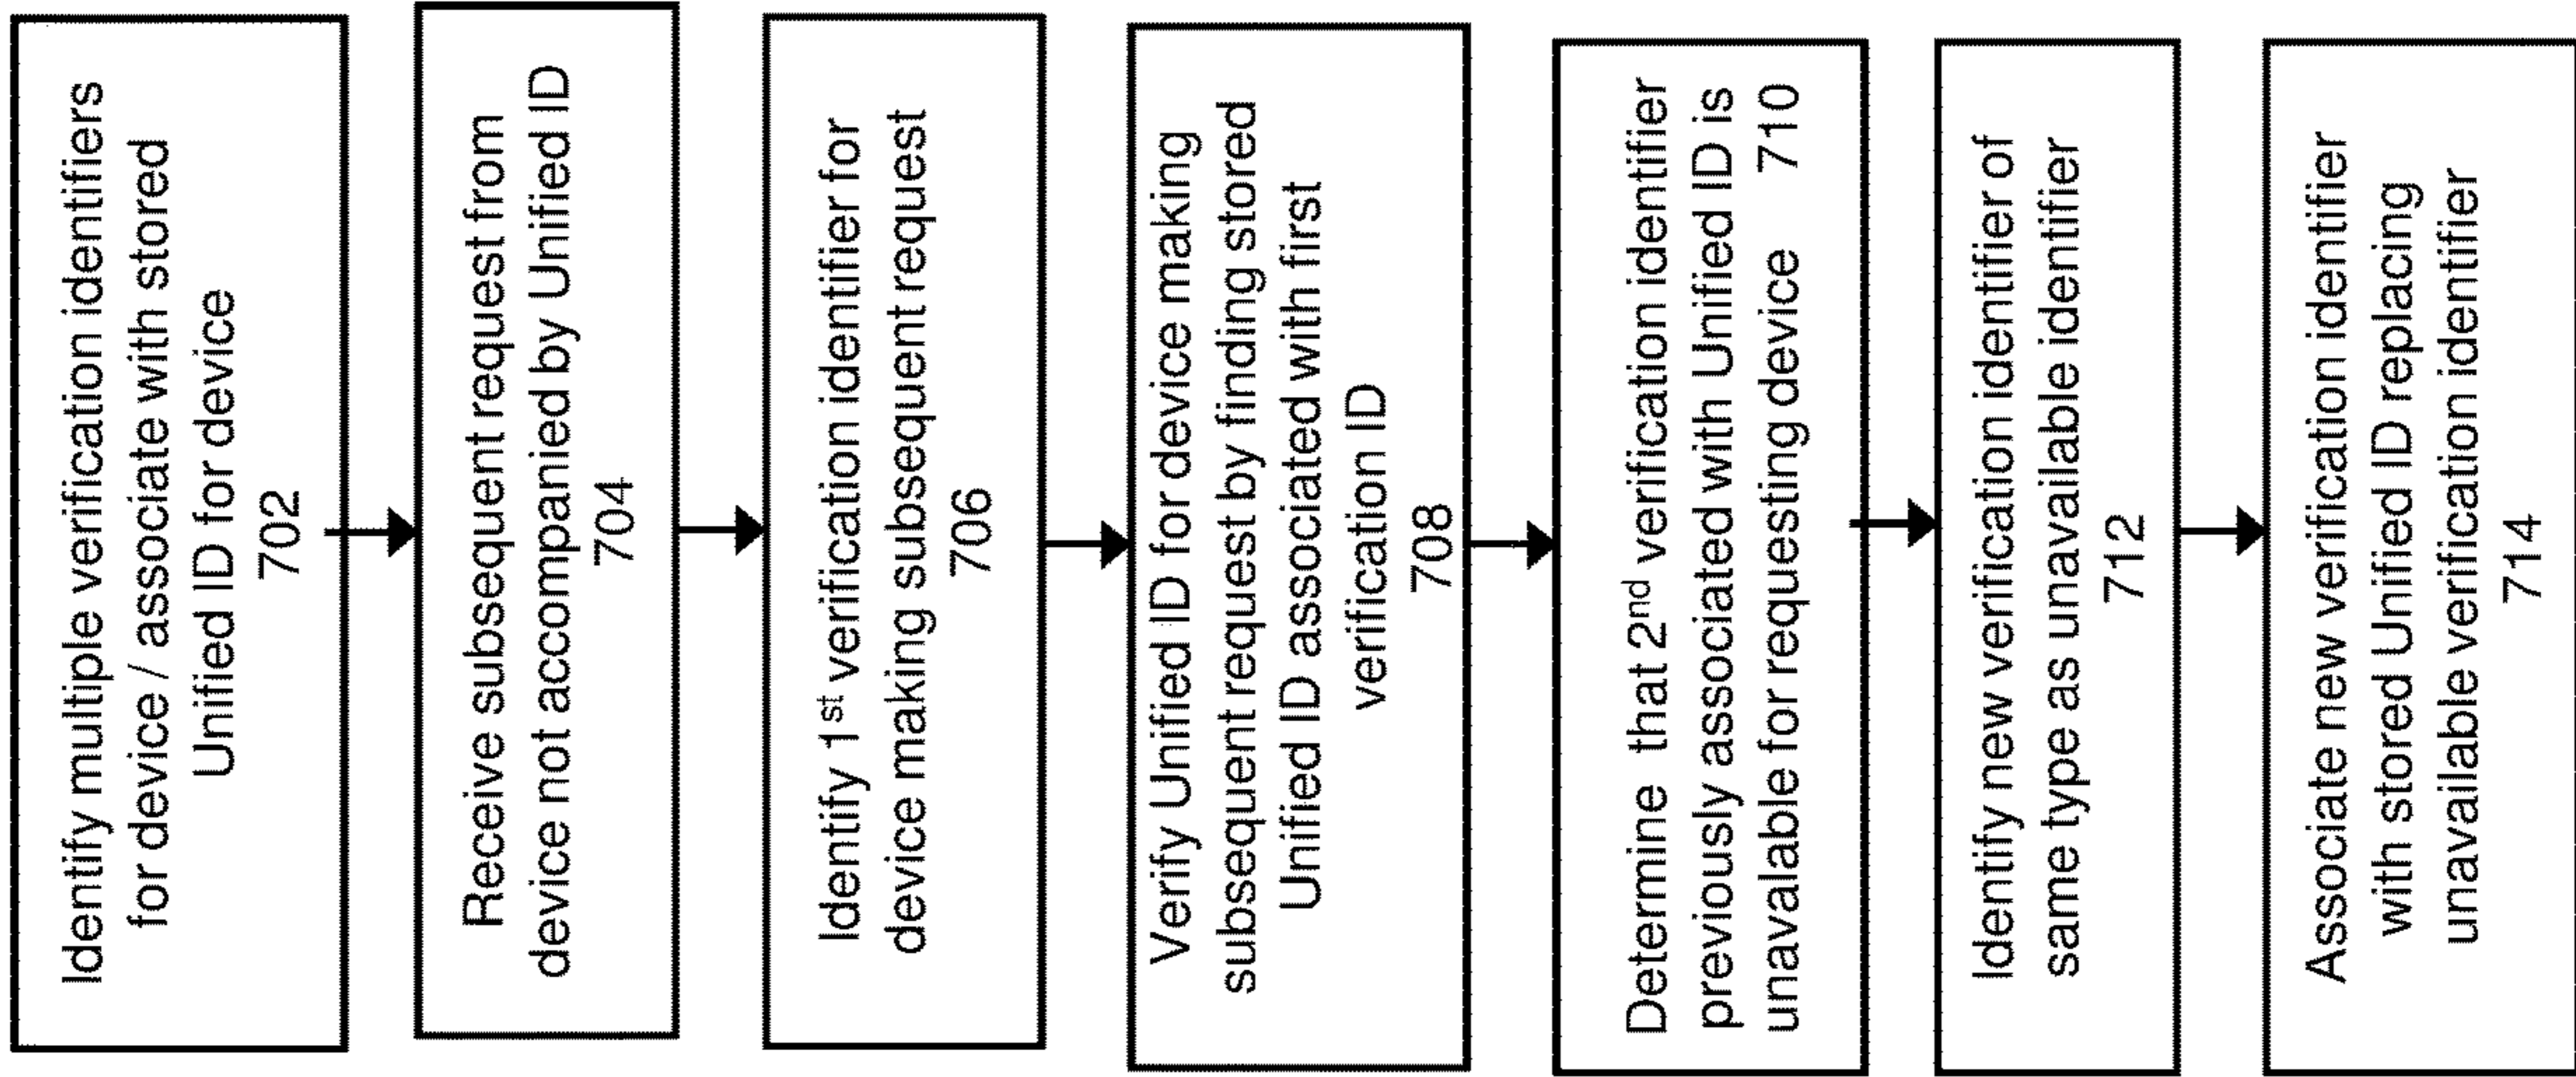 Identify multiple verification identifiers
for device / associate with stored
Unified ID for device
702
Receive subsequent request from
device not accompanied by Unified ID
704
Identify 1st verification identifier for
device making subsequent request
706
Verify Unified ID for device making
subsequent request by finding stored
Unified ID associated with first
verification ID
708
Determine that 2nd verification identifier
previously associated with Unified ID is
unavalable for requesting device 710
Identify new verification identifier of
same type as unavailable identifier
712
Associate new verification identifier
with stored Unified ID replacing
unavailable verification identifier
714